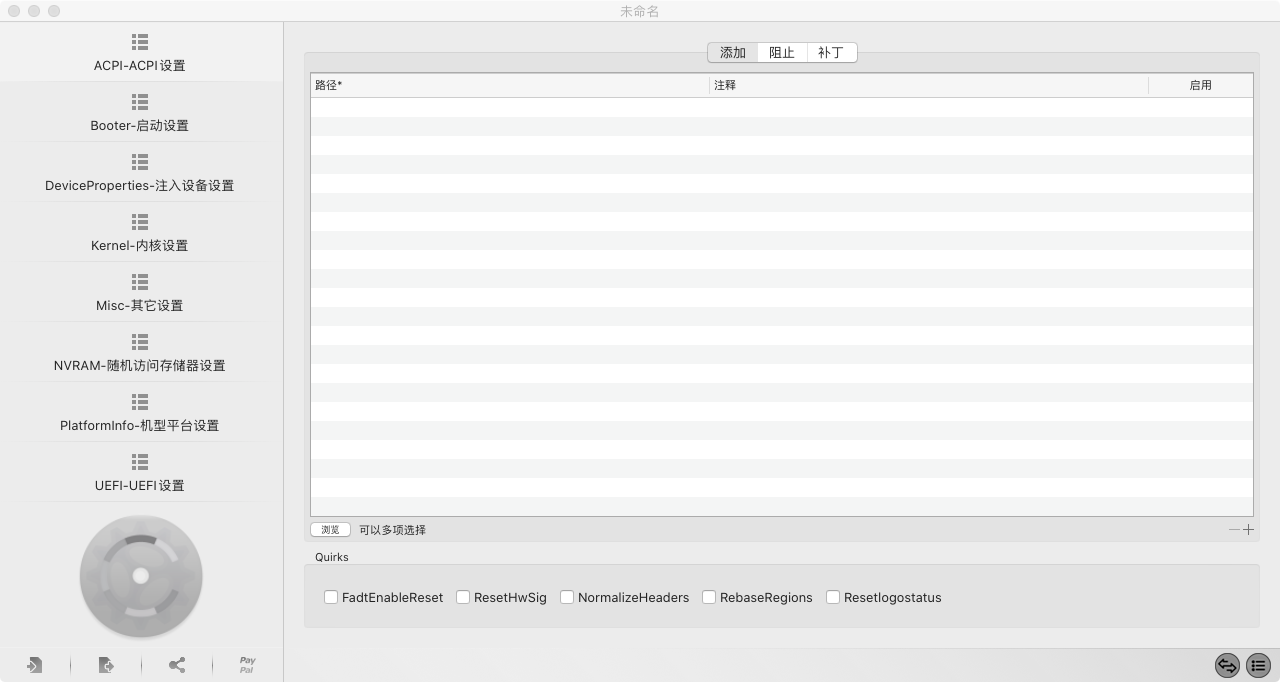 未命名
ACPI-ACPI设置
Booter-启动设置
DeviceProperties-注入设备设置
Kernel-内核设置
Misc-其它设置
NVRAM-随机访问存储器设置
PlatformInfo-机型平台设置
UEFI-UEFI设置
Pay
Pal
添加 阻止 补丁
路径* 注释 启用
浏览 可以多项选择
Quirks
FadtEnableReset ResetHwSig NormalizeHeaders RebaseRegions Resetlogostatus